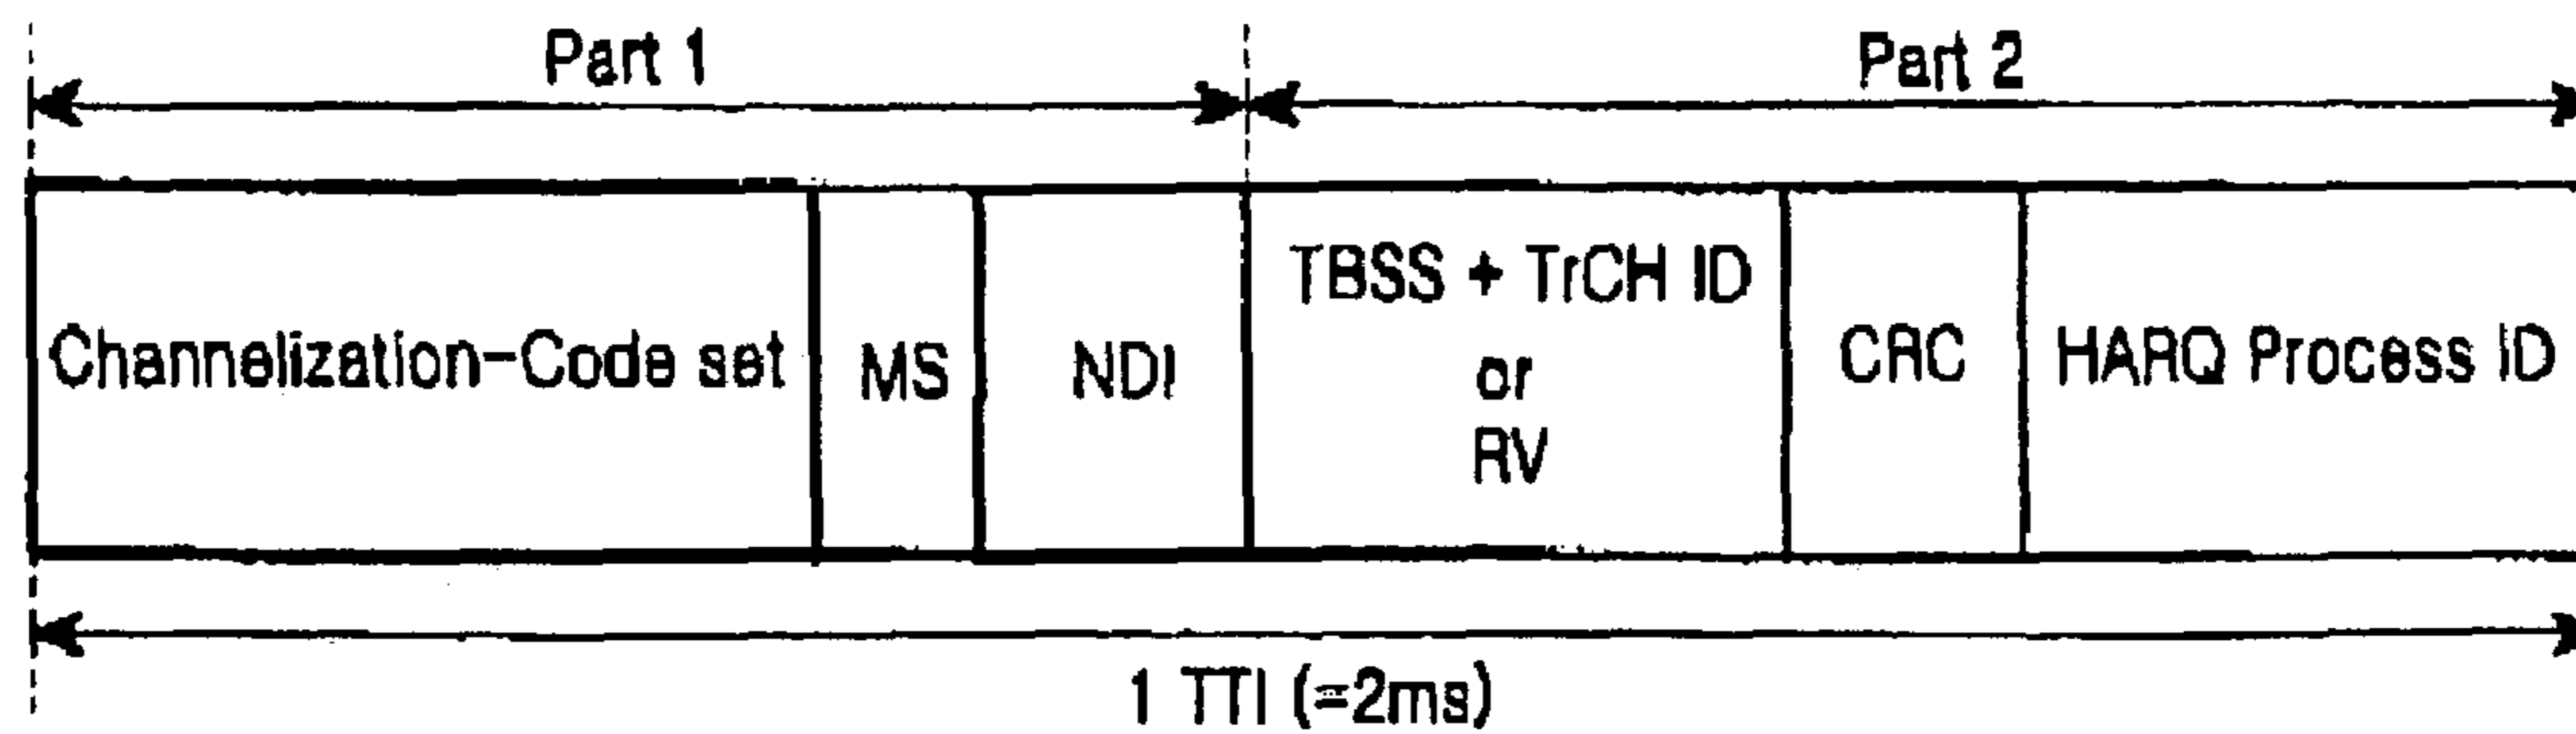 Part 1
Part 2
Channelization-Code set
MS
NDI
TBSS + TrCH ID
or
RV
CRC
HARQ Process ID
1 TTI (=2ms)